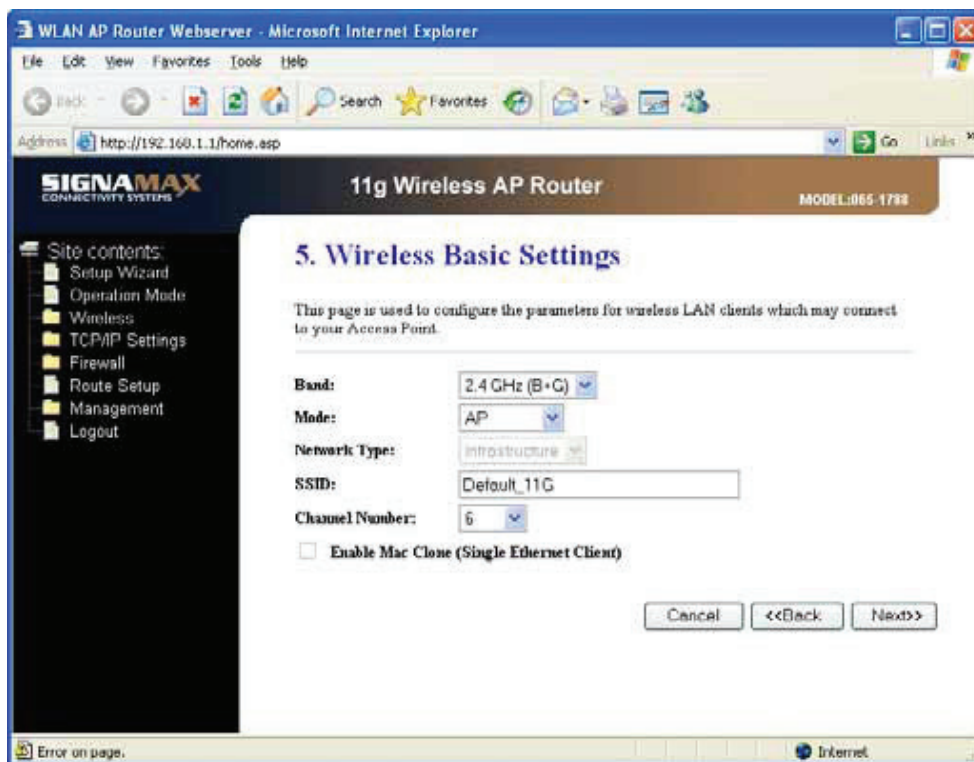 WLAN AP Router Webserver - Microsoft Internet Explorer
File Edit View Favorites Tools Help
Back Search Favorites
Address http://192.168.1.1/home.asp Go Links »
SIGNAMAX
CONNECTIVITY SYSTEMS
11g Wireless AP Router
MODEL:065-1788
Site contents:
Setup Wizard
Operation Mode
Wireless
TCP/IP Settings
Firewall
Route Setup
Management
Logout
5. Wireless Basic Settings
This page is used to configure the parameters for wireless LAN clients which may connect
to your Access Point.
Band: 2.4 GHz (B+G)
Mode: AP
Network Type: Infrastructure
SSID: Default_11G
Channel Number: 6
Enable Mac Clone (Single Ethernet Client)
Cancel <<Back Next>>
Error on page. Internet